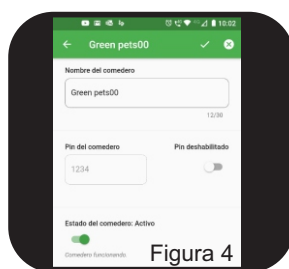 10:02
Green pets00
Nombre del comedero
Green pets00
12/30
Pin del comedero Pin deshabilitado
1234
Estado del comedero: Activo
Comedero funcionando
Figura 4